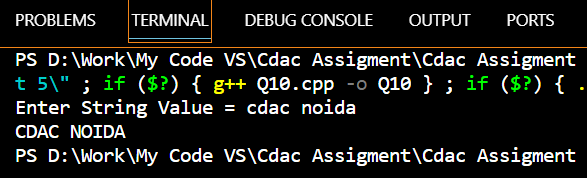 PROBLEMS TERMINAL DEBUG CONSOLE OUTPUT PORTS
PS D:\Work\My Code VS\Cdac Assigment\Cdac Assigment
t 5\" ; if ($?) { g++ Q10.cpp -o Q10 } ; if ($?) { .
Enter String Value = cdac noida
CDAC NOIDA
PS D:\Work\My Code VS\Cdac Assigment\Cdac Assigment